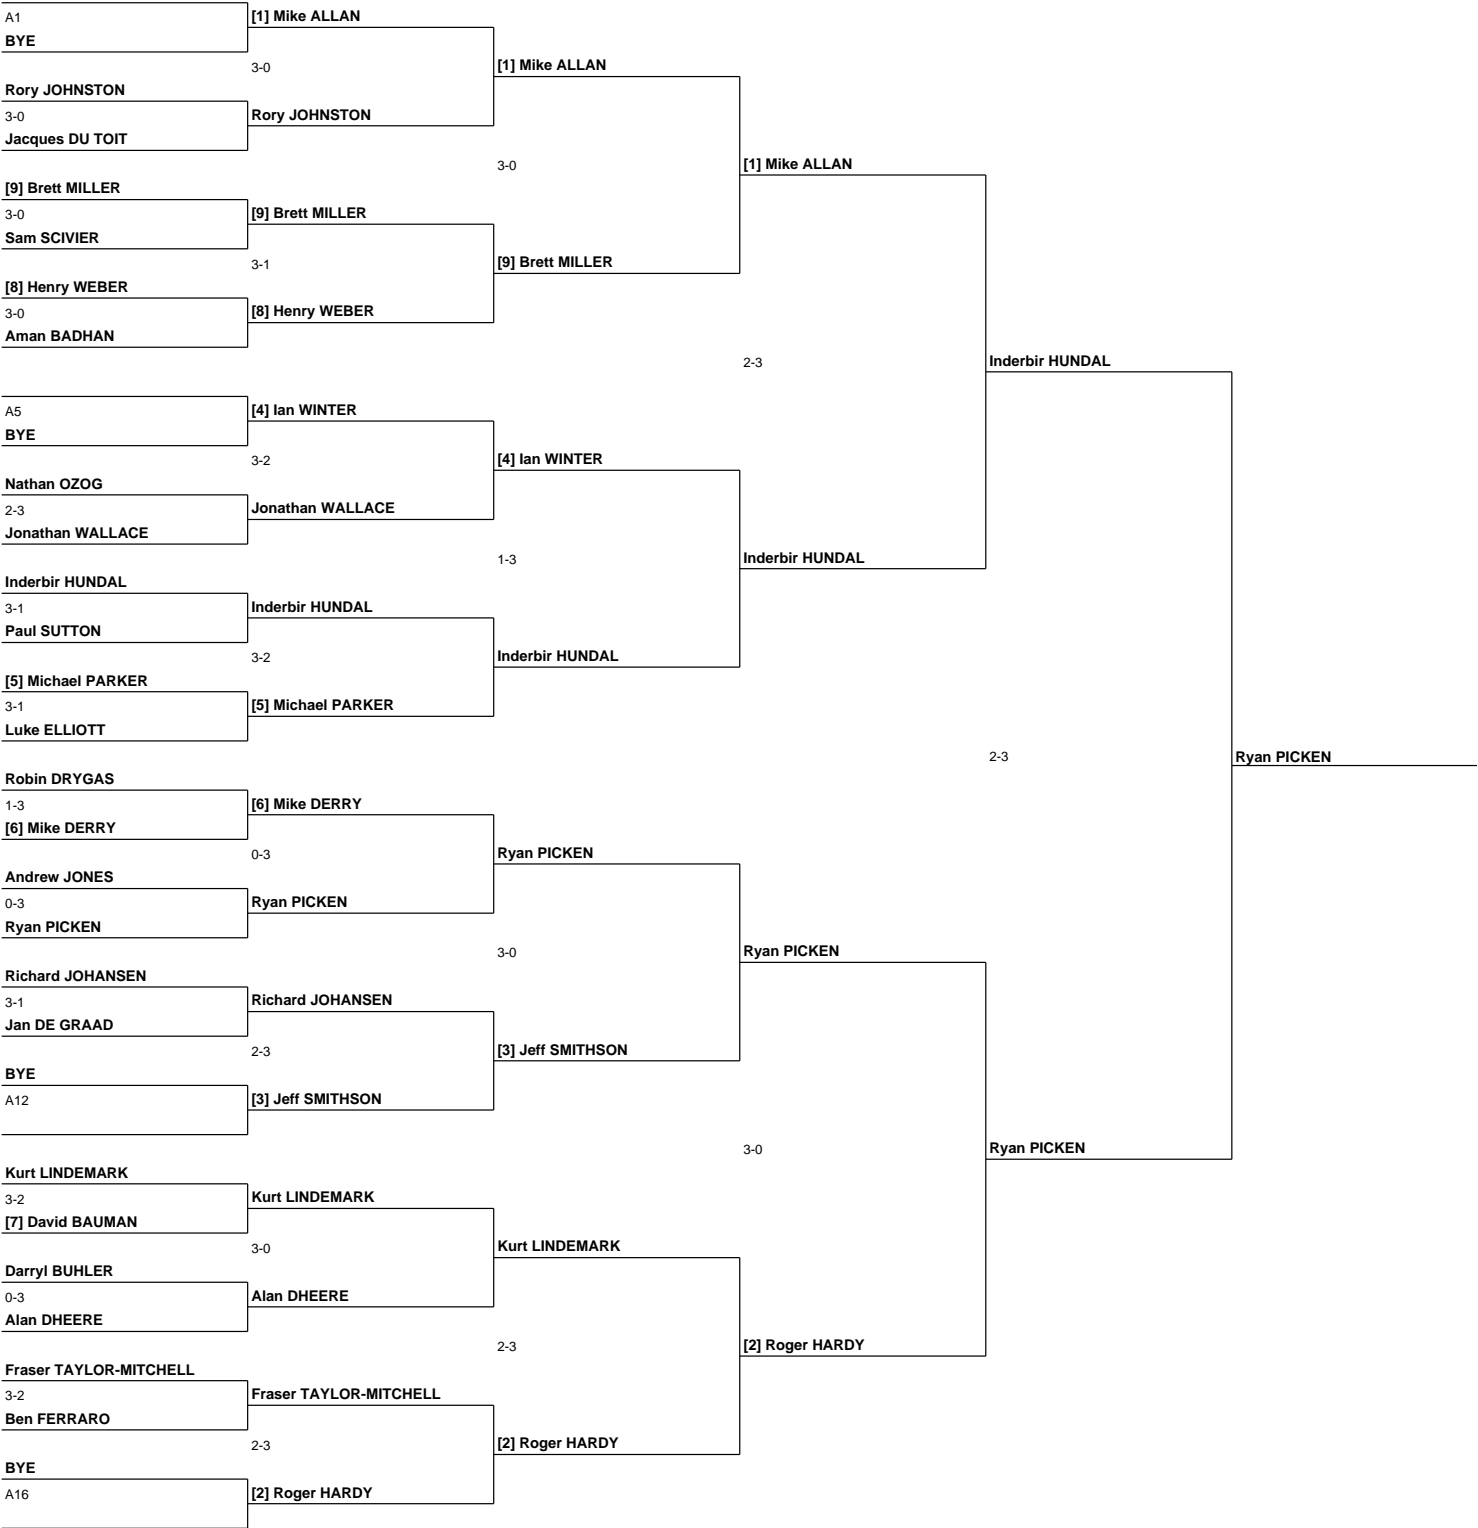 A1
[1] Mike ALLAN
BYE
3-0
[1] Mike ALLAN
Rory JOHNSTON
3-0
Rory JOHNSTON
Jacques DU TOIT
3-0
[1] Mike ALLAN
[9] Brett MILLER
3-0
[9] Brett MILLER
Sam SCIVIER
3-1
[9] Brett MILLER
[8] Henry WEBER
3-0
[8] Henry WEBER
Aman BADHAN
2-3
Inderbir HUNDAL
A5
[4] Ian WINTER
BYE
3-2
[4] Ian WINTER
Nathan OZOG
2-3
Jonathan WALLACE
Jonathan WALLACE
1-3
Inderbir HUNDAL
Inderbir HUNDAL
3-1
Inderbir HUNDAL
Paul SUTTON
3-2
Inderbir HUNDAL
[5] Michael PARKER
3-1
[5] Michael PARKER
Luke ELLIOTT
2-3
Ryan PICKEN
Robin DRYGAS
1-3
[6] Mike DERRY
[6] Mike DERRY
0-3
Ryan PICKEN
Andrew JONES
0-3
Ryan PICKEN
Ryan PICKEN
3-0
Ryan PICKEN
Richard JOHANSEN
3-1
Richard JOHANSEN
Jan DE GRAAD
2-3
[3] Jeff SMITHSON
BYE
A12
[3] Jeff SMITHSON
3-0
Ryan PICKEN
Kurt LINDEMARK
3-2
Kurt LINDEMARK
[7] David BAUMAN
3-0
Kurt LINDEMARK
Darryl BUHLER
0-3
Alan DHEERE
Alan DHEERE
2-3
[2] Roger HARDY
Fraser TAYLOR-MITCHELL
3-2
Fraser TAYLOR-MITCHELL
Ben FERRARO
2-3
[2] Roger HARDY
BYE
A16
[2] Roger HARDY